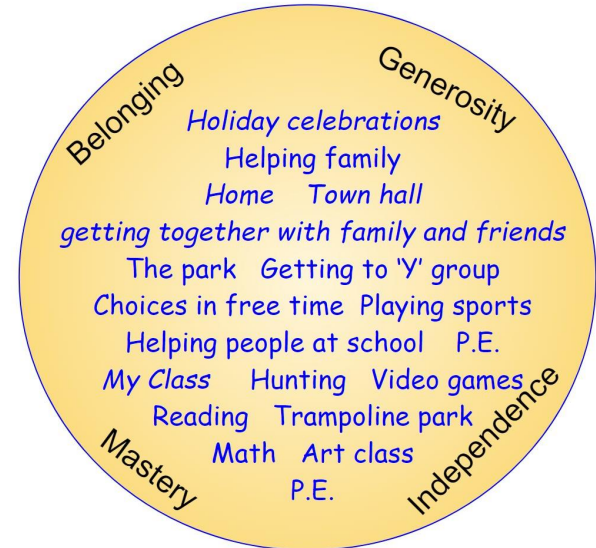 Belonging
Generosity
Holiday celebrations
Helping family
Home Town hall
getting together with family and friends
The park Getting to 'Y' group
Choices in free time Playing sports
Helping people at school P.E.
My Class Hunting Video games
Reading Trampoline park
Math Art class
P.E.
Mastery
Independence